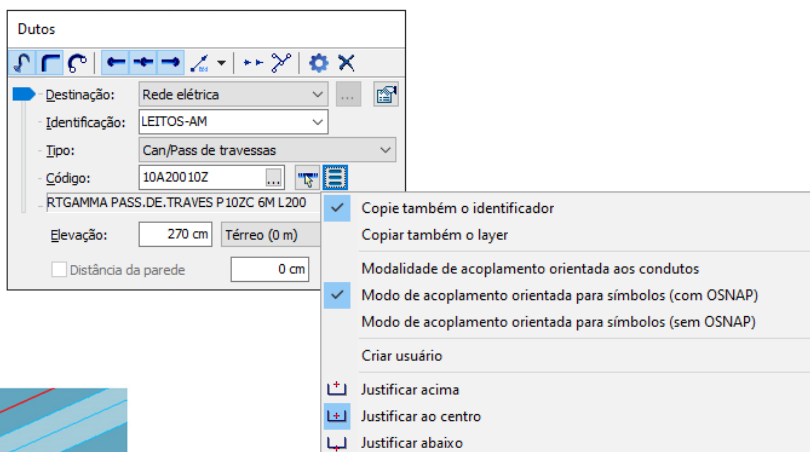 Dutos
Destinação: Rede elétrica ...
Identificação: LEITOS-AM
Tipo: Can/Pass de travessas
Código: 10A20010Z ...
RTGAMMA PASS.DE.TRAVES P10ZC 6M L200
Elevação: 270 cm Térreo (0 m)
Distância da parede 0 cm
Copie também o identificador
Copiar também o layer
Modalidade de acoplamento orientada aos condutos
Modo de acoplamento orientada para símbolos (com OSNAP)
Modo de acoplamento orientada para símbolos (sem OSNAP)
Criar usuário
Justificar acima
Justificar ao centro
Justificar abaixo